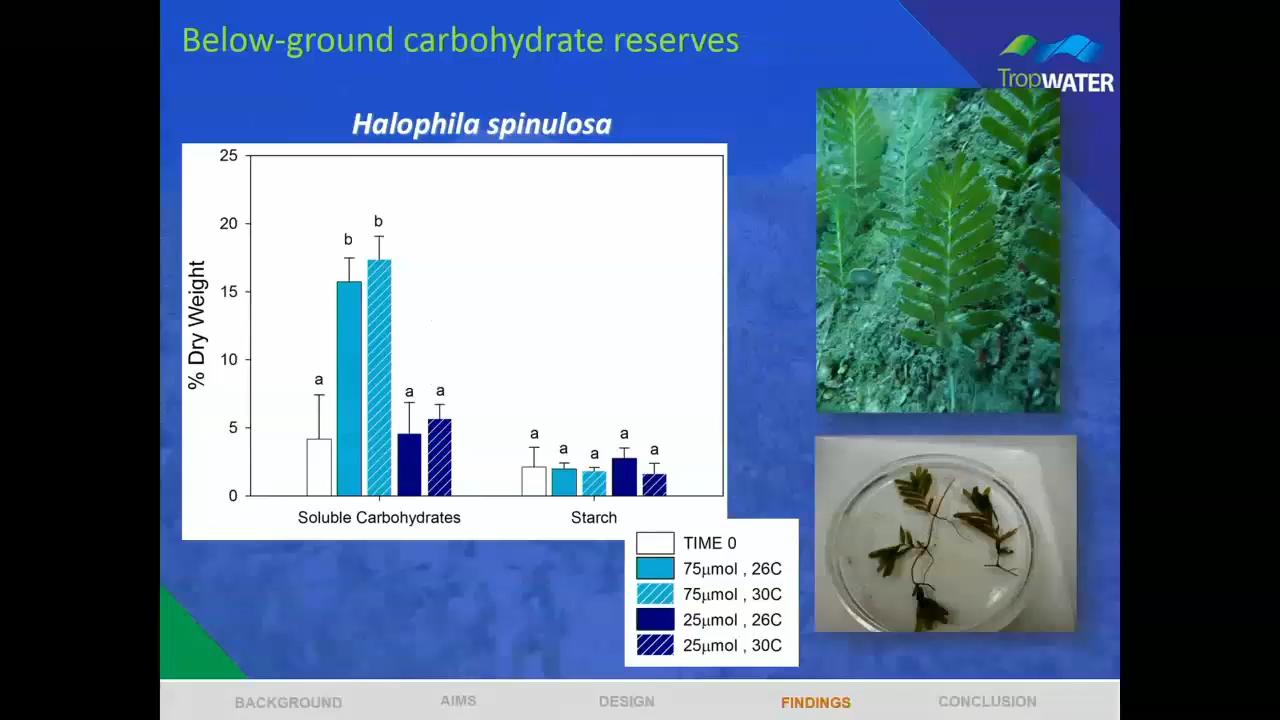 Below-ground carbohydrate reserves
TropWATER
Halophila spinulosa
25
20
15
10
5
0
% Dry Weight
a
b
b
a
a
a
a
a
a
a
Soluble Carbohydrates
Starch
TIME 0
75μmol , 26C
75μmol , 30C
25μmol , 26C
25μmol , 30C
BACKGROUND
AIMS
DESIGN
FINDINGS
CONCLUSION